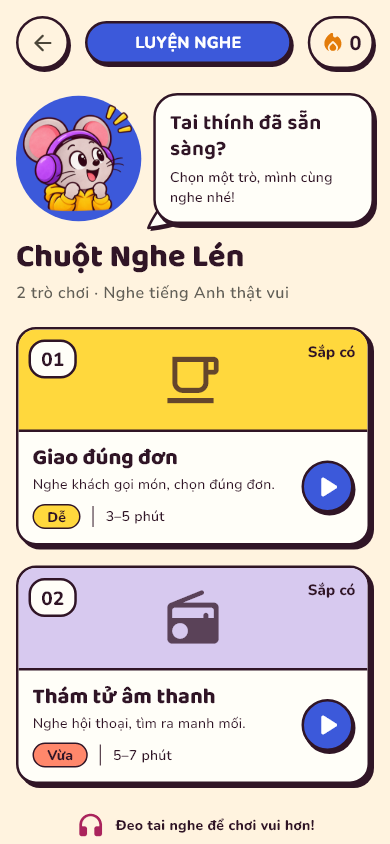 LUYỆN NGHE
0
Tai thính đã sẵn
sàng?
Chọn một trò, mình cùng
nghe nhé!
Chuột Nghe Lén
2 trò chơi · Nghe tiếng Anh thật vui
01
Sắp có
Giao đúng đơn
Nghe khách gọi món, chọn đúng đơn.
Dễ
3–5 phút
02
Sắp có
Thám tử âm thanh
Nghe hội thoại, tìm ra manh mối.
Vừa
5–7 phút
Đeo tai nghe để chơi vui hơn!